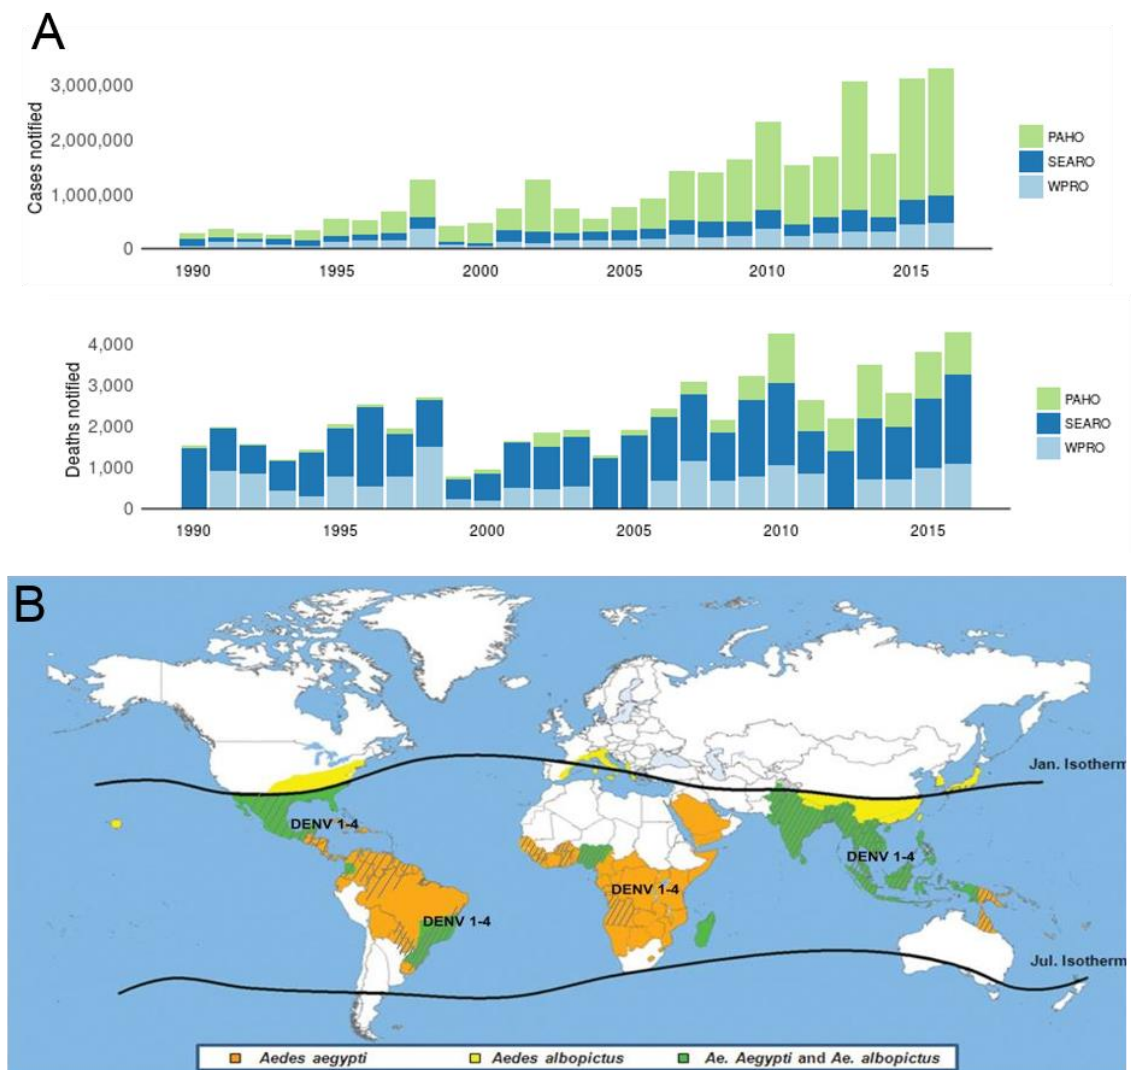 A
Cases notified
3,000,000
2,000,000
1,000,000
0
1990
1995
2000
2005
2010
2015
PAHO
SEARO
WPRO
Deaths notified
4,000
3,000
2,000
1,000
0
1990
1995
2000
2005
2010
2015
PAHO
SEARO
WPRO
B
Jan. Isotherm
DENV 1-4
DENV 1-4
DENV 1-4
DENV 1-4
Jul. Isotherm
Aedes aegypti
Aedes albopictus
Ae. Aegypti and Ae. albopictus